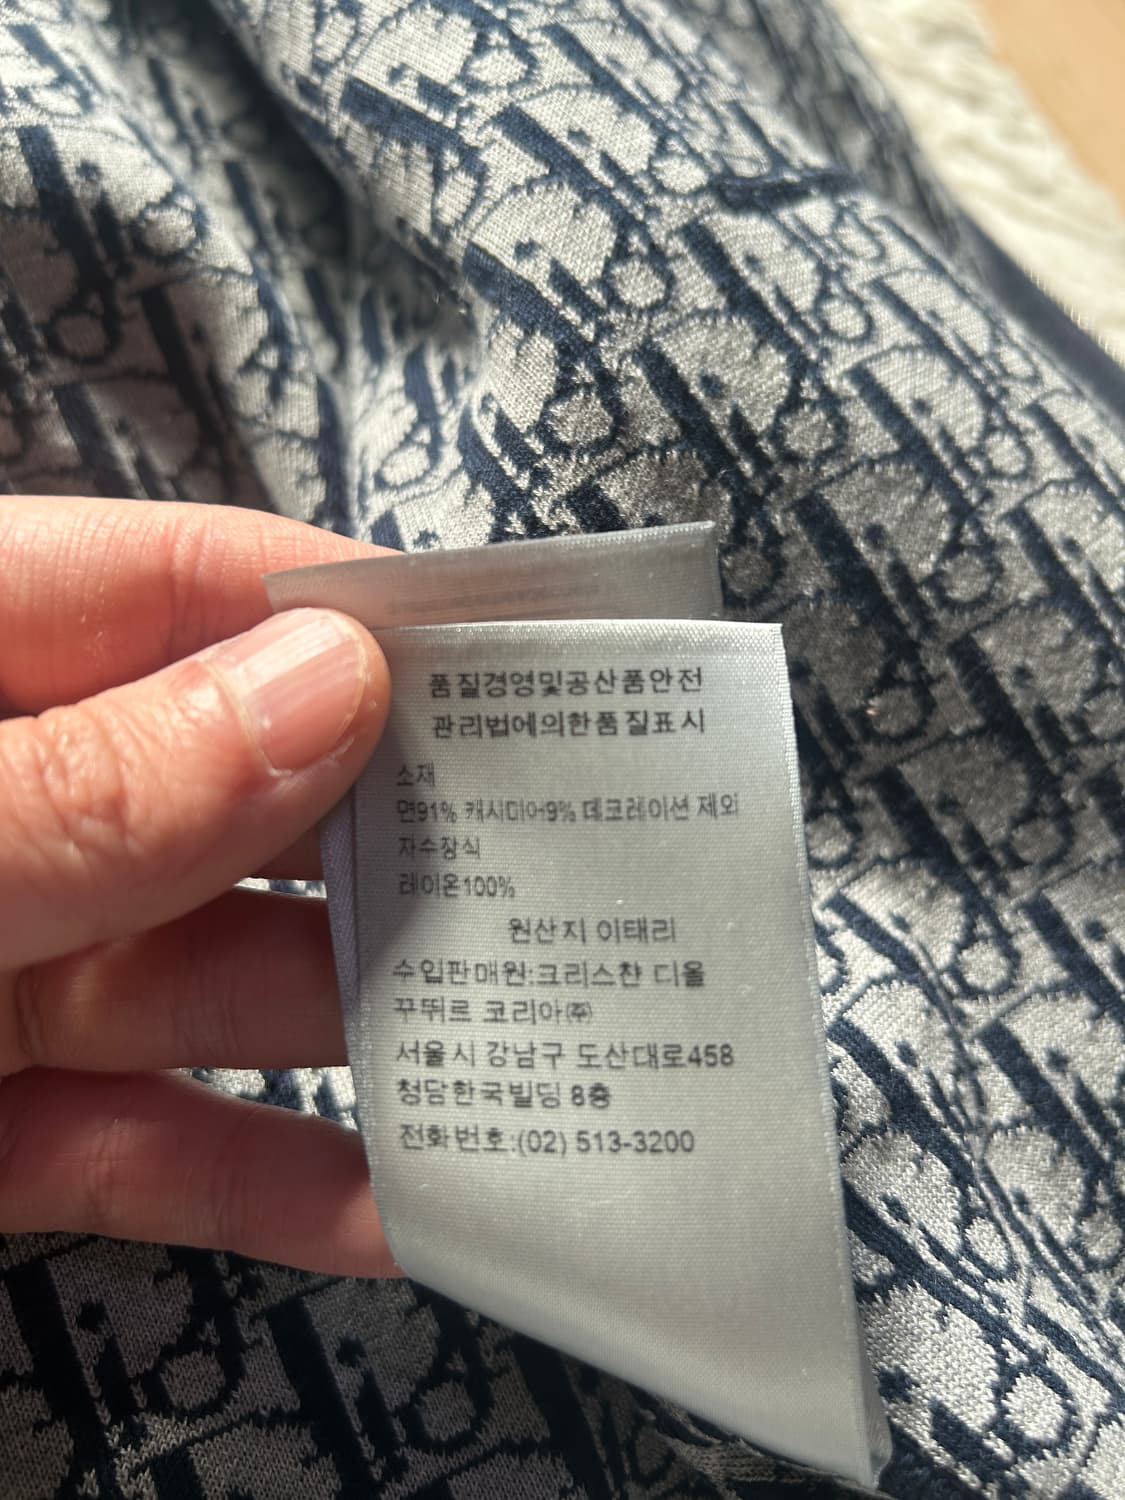 품질경영및공산품안전
관리법에의한품질표시
소재
면91% 캐시미어9% 데코레이션 제외
자수장식
레이온100%
원산지 이태리
수입판매원:크리스챤 디올
꾸뛰르 코리아㈜
서울시 강남구 도산대로458
청담한국빌딩 8층
전화번호:(02) 513-3200